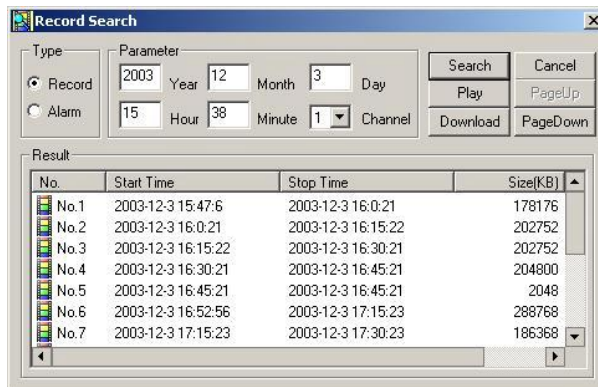 Record Search
Type
Record
Alarm
Parameter
2003 Year 12 Month 3 Day
15 Hour 38 Minute 1 Channel
Search Cancel
Play PageUp
Download PageDown
Result
No. Start Time Stop Time Size(KB)
No.1 2003-12-3 15:47:6 2003-12-3 16:0:21 178176
No.2 2003-12-3 16:0:21 2003-12-3 16:15:22 202752
No.3 2003-12-3 16:15:22 2003-12-3 16:30:21 202752
No.4 2003-12-3 16:30:21 2003-12-3 16:45:21 204800
No.5 2003-12-3 16:45:21 2003-12-3 16:45:21 2048
No.6 2003-12-3 16:52:56 2003-12-3 17:15:23 288768
No.7 2003-12-3 17:15:23 2003-12-3 17:30:23 186368